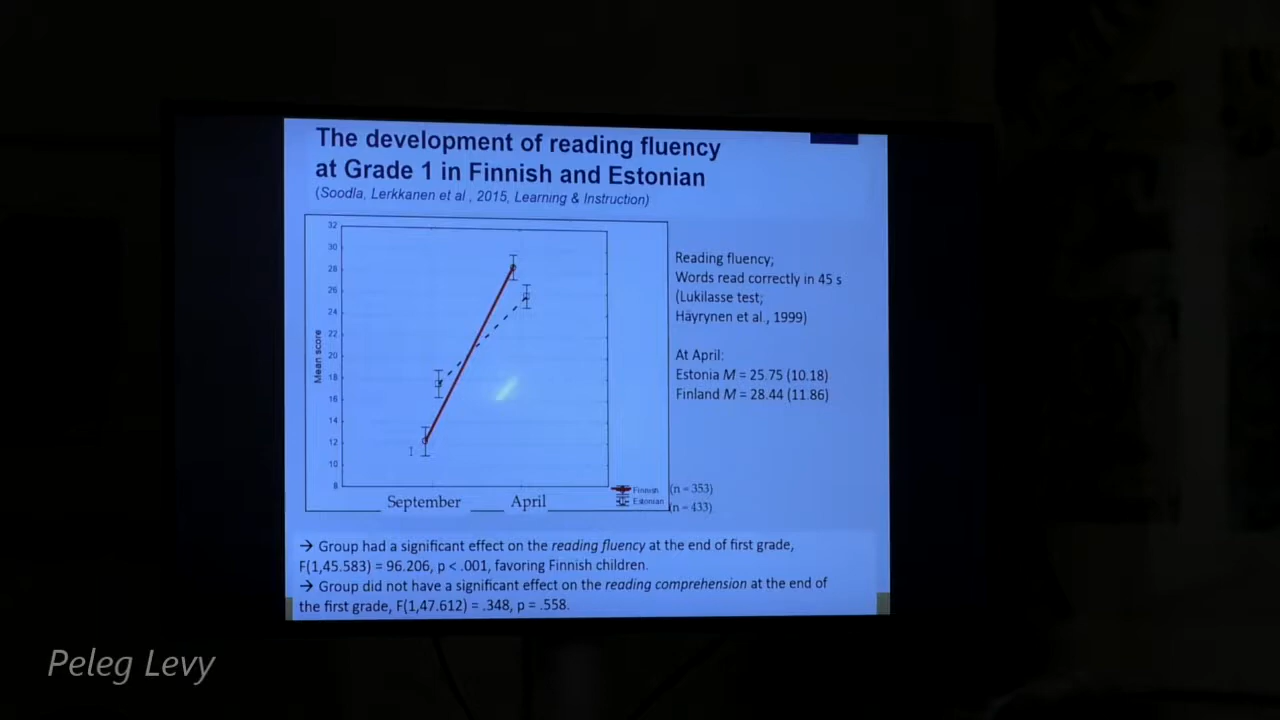 The development of reading fluency
at Grade 1 in Finnish and Estonian
(Soodla, Lerkkanen et al , 2015, Learning & Instruction)
32
30
28
26
24
22
20
18
16
14
12
10
8
Mean score
September
April
Finnish (n = 353)
Estonian (n = 433)
Reading fluency;
Words read correctly in 45 s
(Lukilasse test;
Häyrynen et al., 1999)
At April:
Estonia M = 25.75 (10.18)
Finland M = 28.44 (11.86)
→ Group had a significant effect on the reading fluency at the end of first grade,
F(1,45.583) = 96.206, p < .001, favoring Finnish children.
→ Group did not have a significant effect on the reading comprehension at the end of
the first grade, F(1,47.612) = .348, p = .558.
Peleg Levy